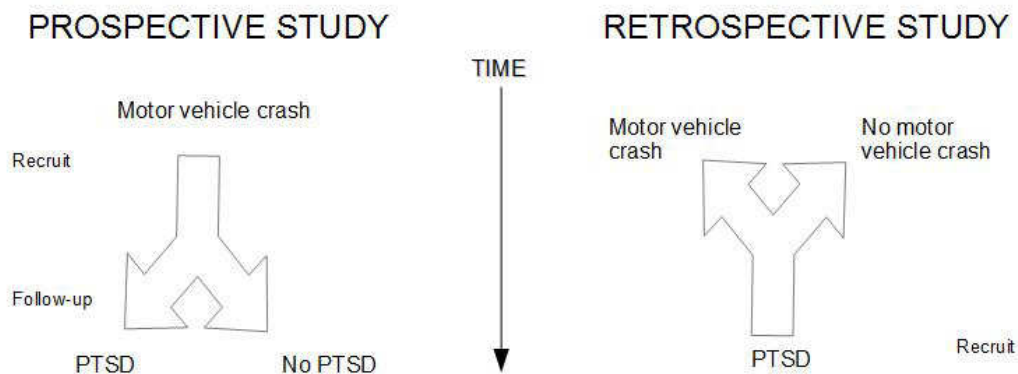 PROSPECTIVE STUDY
RETROSPECTIVE STUDY
TIME
Motor vehicle crash
Recruit
Follow-up
PTSD
No PTSD
Motor vehicle
crash
No motor
vehicle crash
PTSD
Recruit